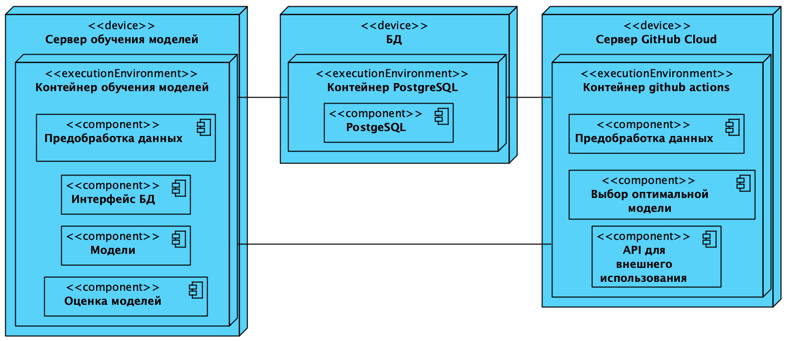 <<device>>
Сервер обучения моделей
<<executionEnvironment>>
Контейнер обучения моделей
<<component>>
Предобработка данных
<<component>>
Интерфейс БД
<<component>>
Модели
<<component>>
Оценка моделей
<<device>>
БД
<<executionEnvironment>>
Контейнер PostgreSQL
<<component>>
PostgeSQL
<<device>>
Сервер GitHub Cloud
<<executionEnvironment>>
Контейнер github actions
<<component>>
Предобработка данных
<<component>>
Выбор оптимальной
модели
<<component>>
API для
внешнего
использования